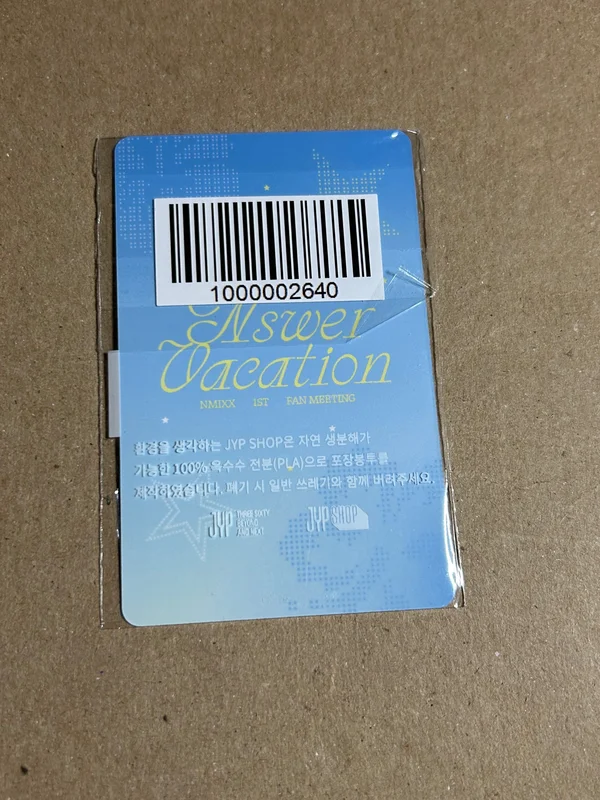 1000002640
Nswer
Vacation
NMIXX 1ST FAN MEETING
환경을 생각하는 JYP SHOP은 자연 생분해가
가능한 100% 옥수수 전분(PLA)으로 포장봉투를
제작하였습니다. 폐기 시 일반 쓰레기와 함께 버려주세요.
JYP THREE SIXTY
BEYOND
AND NEXT
JYP SHOP